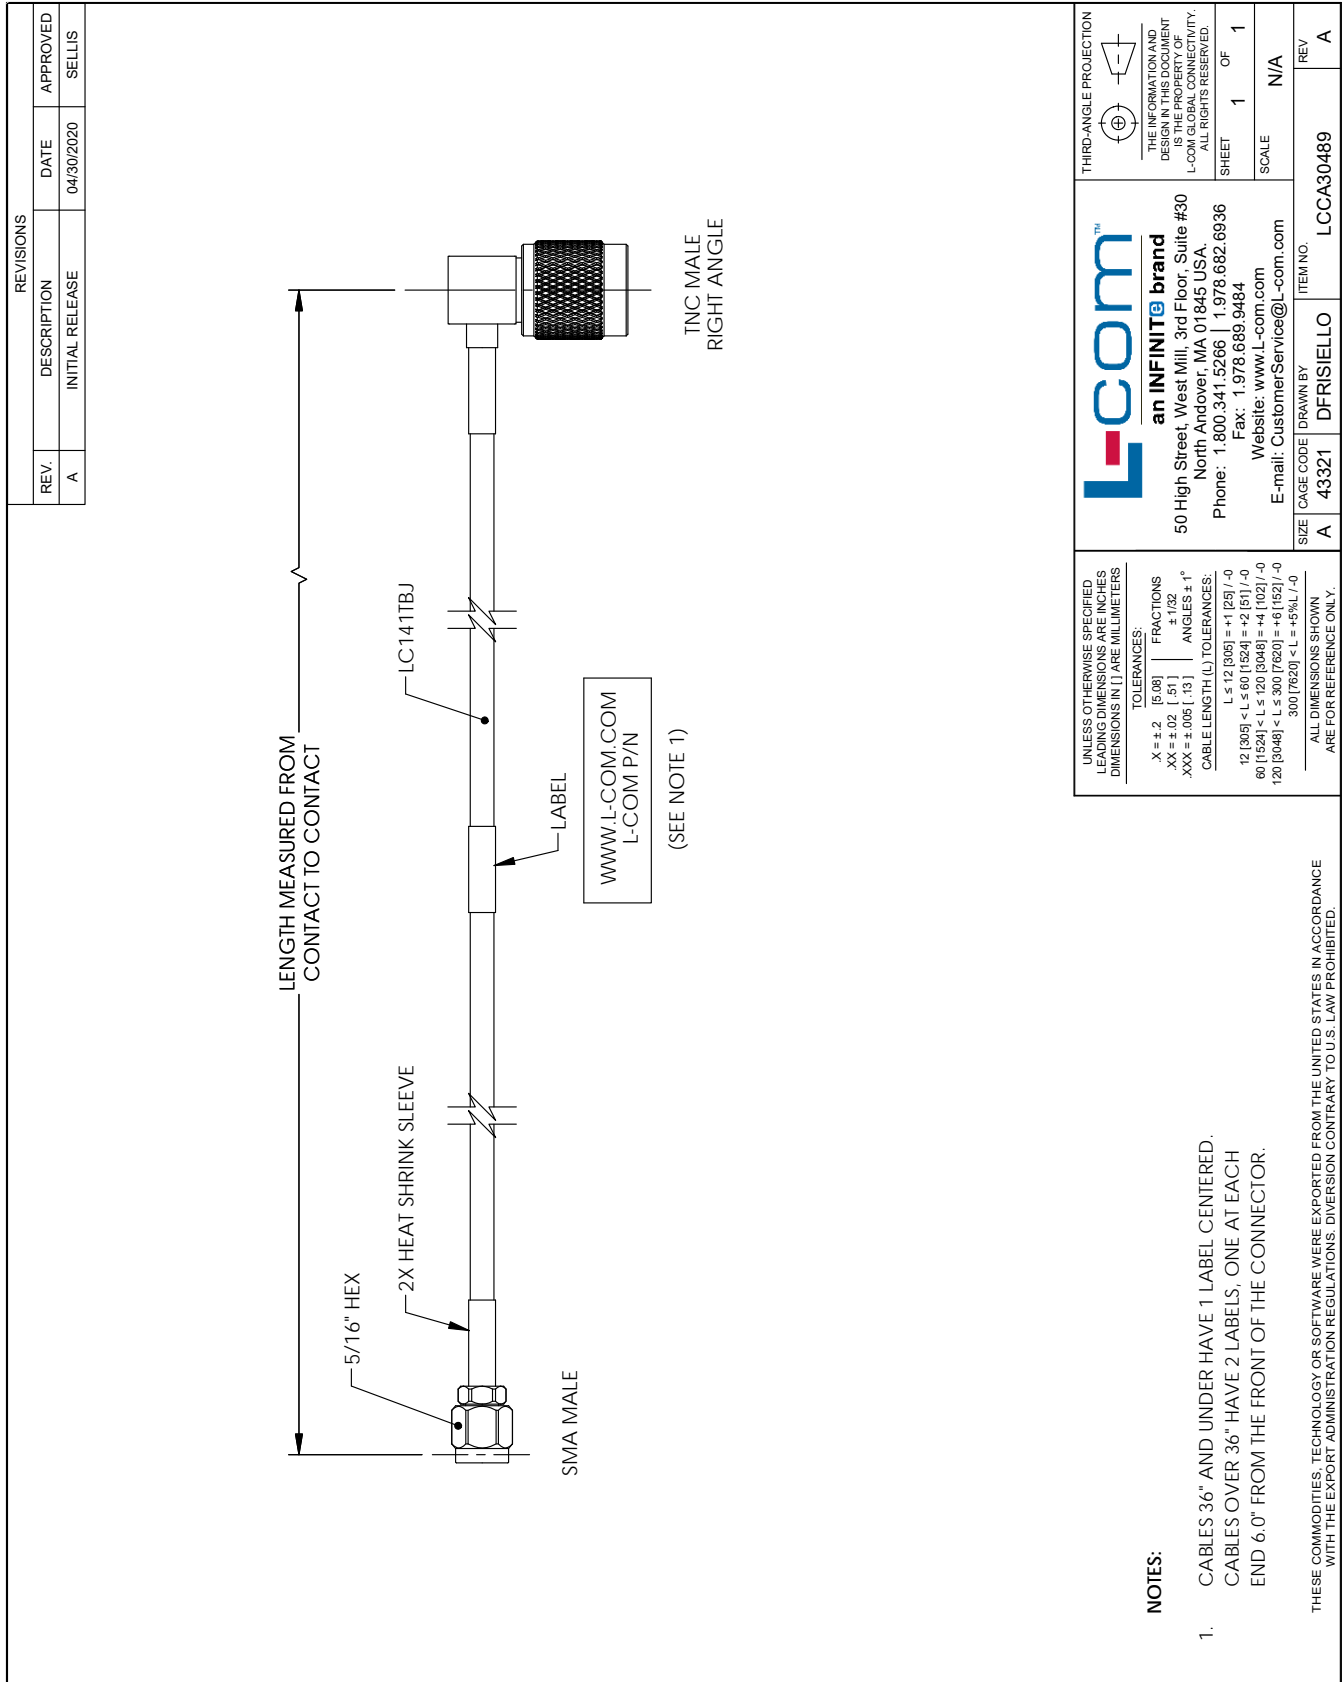 REVISIONS
REV. DESCRIPTION DATE APPROVED
A INITIAL RELEASE 04/30/2020 SELLIS
LENGTH MEASURED FROM
CONTACT TO CONTACT
5/16" HEX
2X HEAT SHRINK SLEEVE
LC141TBJ
LABEL
WWW.L-COM.COM
L-COM P/N
(SEE NOTE 1)
SMA MALE
TNC MALE
RIGHT ANGLE
NOTES:
1. CABLES 36" AND UNDER HAVE 1 LABEL CENTERED.
CABLES OVER 36" HAVE 2 LABELS, ONE AT EACH
END 6.0" FROM THE FRONT OF THE CONNECTOR.
THESE COMMODITIES, TECHNOLOGY OR SOFTWARE WERE EXPORTED FROM THE UNITED STATES IN ACCORDANCE
WITH THE EXPORT ADMINISTRATION REGULATIONS. DIVERSION CONTRARY TO U.S. LAW PROHIBITED.
UNLESS OTHERWISE SPECIFIED
LEADING DIMENSIONS ARE INCHES
DIMENSIONS IN [ ] ARE MILLIMETERS
TOLERANCES:
.X = ± .2 [5.08] FRACTIONS
.XX = ± .02 [ .51 ] ± 1/32
.XXX = ± .005 [ .13 ] ANGLES ± 1°
CABLE LENGTH (L) TOLERANCES:
L ≤ 12 [305] = +1 [25] / -0
12 [305] < L ≤ 60 [1524] = +2 [51] / -0
60 [1524] < L ≤ 120 [3048] = +4 [102] / -0
120 [3048] < L ≤ 300 [7620] = +6 [152] / -0
300 [7620] < L = +5%L / -0
ALL DIMENSIONS SHOWN
ARE FOR REFERENCE ONLY.
L-com™
an INFINITe brand
50 High Street, West Mill, 3rd Floor, Suite #30
North Andover, MA 01845 USA.
Phone: 1.800.341.5266 | 1.978.682.6936
Fax: 1.978.689.9484
Website: www.L-com.com
E-mail: CustomerService@L-com.com
THIRD-ANGLE PROJECTION
THE INFORMATION AND
DESIGN IN THIS DOCUMENT
IS THE PROPERTY OF
L-COM GLOBAL CONNECTIVITY.
ALL RIGHTS RESERVED.
SHEET 1 OF 1
SCALE N/A
SIZE CAGE CODE DRAWN BY ITEM NO. REV
A 43321 DFRISIELLO LCCA30489 A